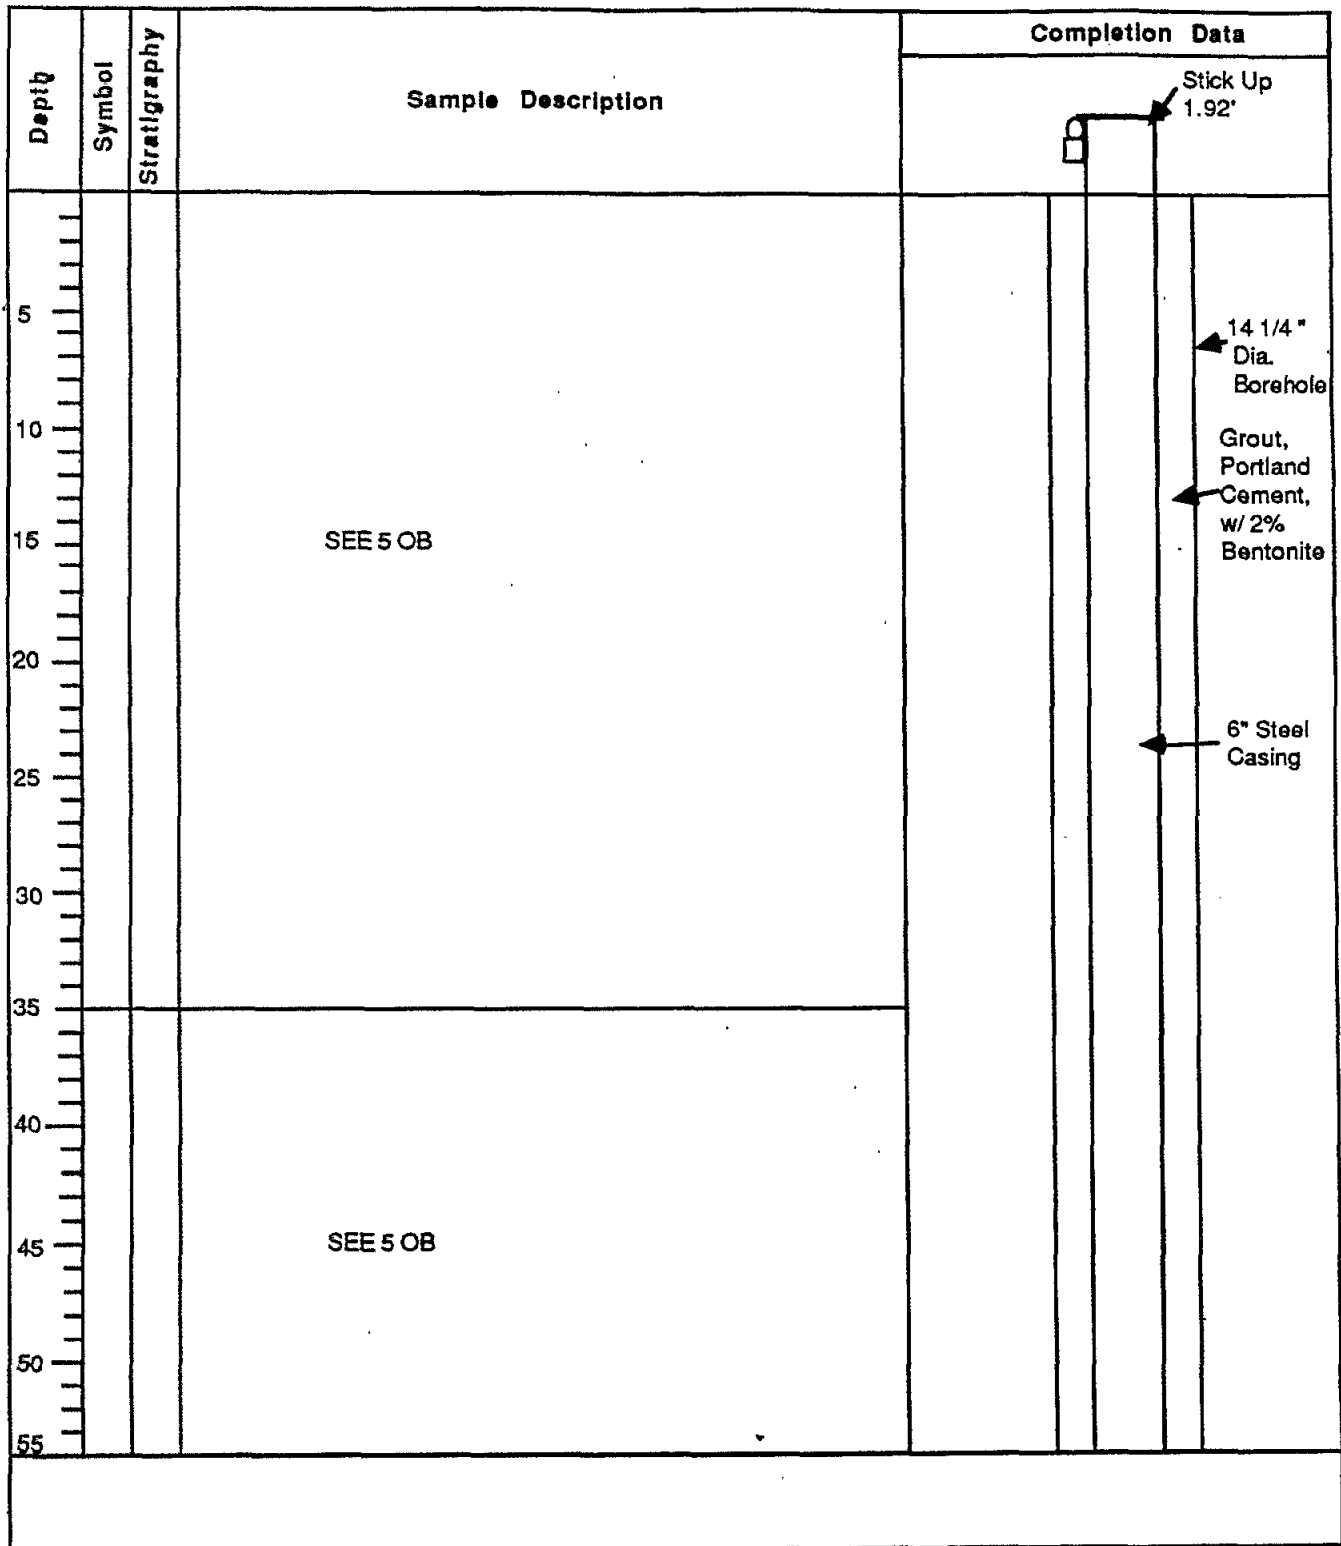 Depth
Symbol
Stratigraphy
Sample Description
Completion Data
Stick Up
1.92'
5
14 1/4 "
Dia.
Borehole
10
Grout,
Portland
Cement,
w/ 2%
Bentonite
15
SEE 5 OB
20
6" Steel
Casing
25
30
35
40
45
SEE 5 OB
50
55